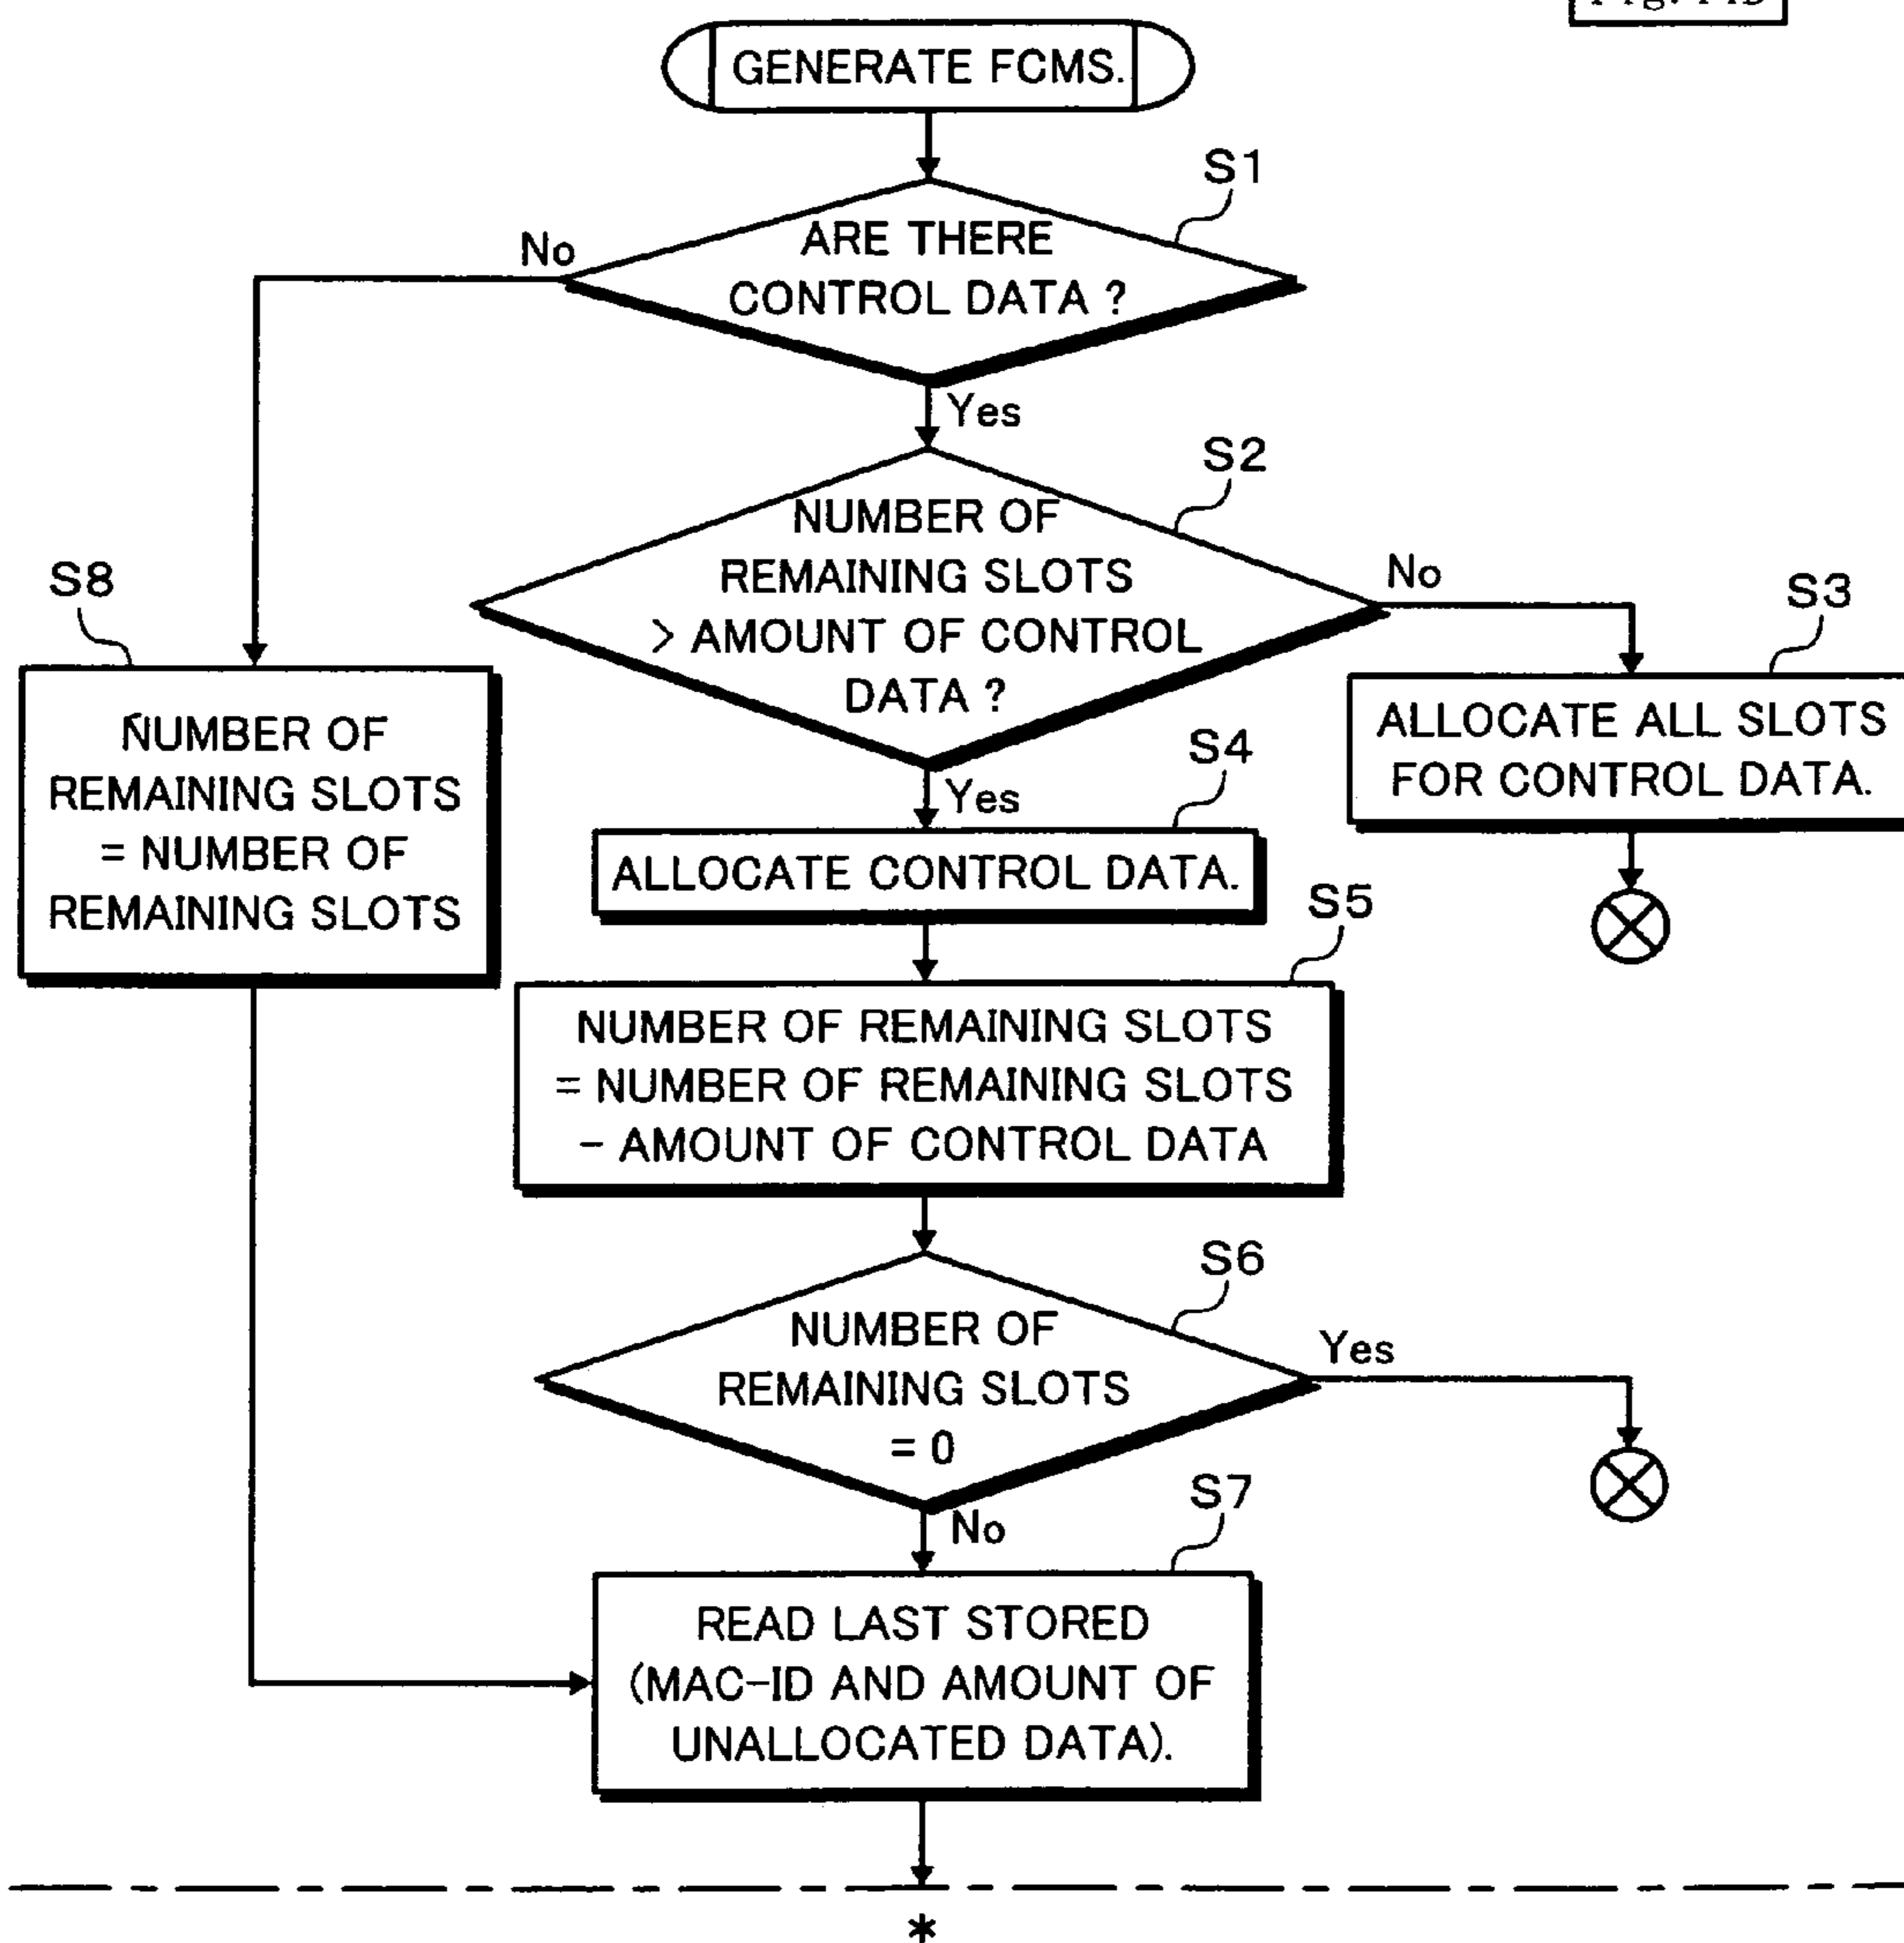 GENERATE FCMS.
S1
ARE THERE
CONTROL DATA ?
No
Yes
S2
NUMBER OF
REMAINING SLOTS
> AMOUNT OF CONTROL
DATA ?
No
S3
ALLOCATE ALL SLOTS
FOR CONTROL DATA.
Yes
S8
NUMBER OF
REMAINING SLOTS
= NUMBER OF
REMAINING SLOTS
S4
ALLOCATE CONTROL DATA.
S5
NUMBER OF REMAINING SLOTS
= NUMBER OF REMAINING SLOTS
− AMOUNT OF CONTROL DATA
S6
NUMBER OF
REMAINING SLOTS
= 0
Yes
No
S7
READ LAST STORED
(MAC−ID AND AMOUNT OF
UNALLOCATED DATA).
*